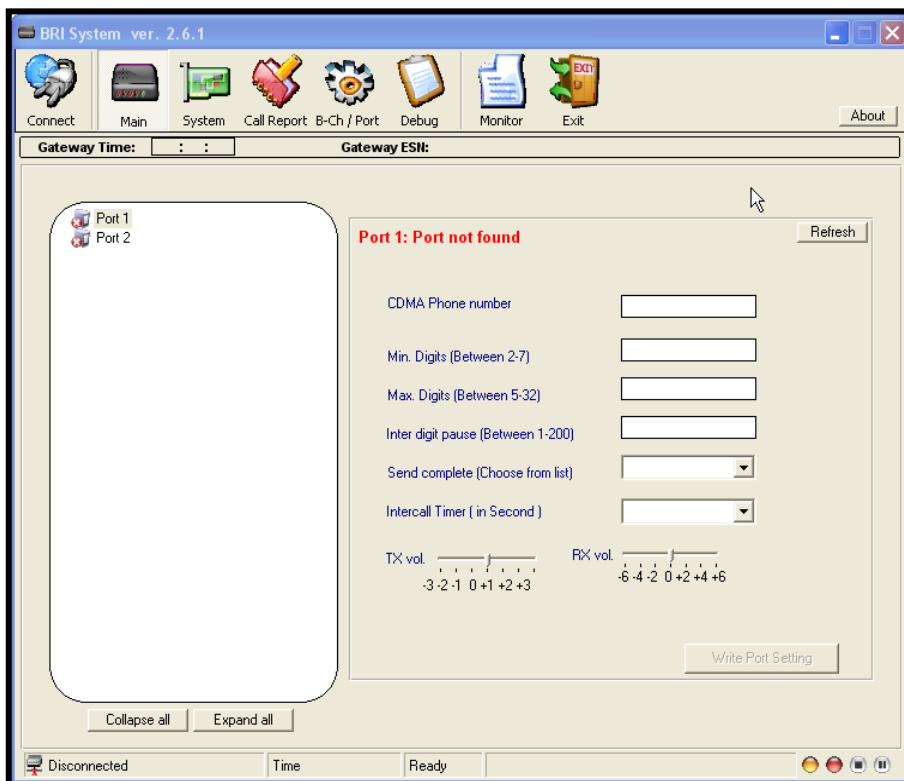 BRI System ver. 2.6.1
Connect Main System Call Report B-Ch / Port Debug Monitor Exit About
EXIT
Gateway Time: : : Gateway ESN:
Port 1
Port 2
Port 1: Port not found Refresh
CDMA Phone number
Min. Digits (Between 2-7)
Max. Digits (Between 5-32)
Inter digit pause (Between 1-200)
Send complete (Choose from list)
Intercall Timer ( in Second )
TX vol. RX vol.
-3 -2 -1 0 +1 +2 +3 -6 -4 -2 0 +2 +4 +6
Write Port Setting
Collapse all Expand all
Disconnected Time Ready